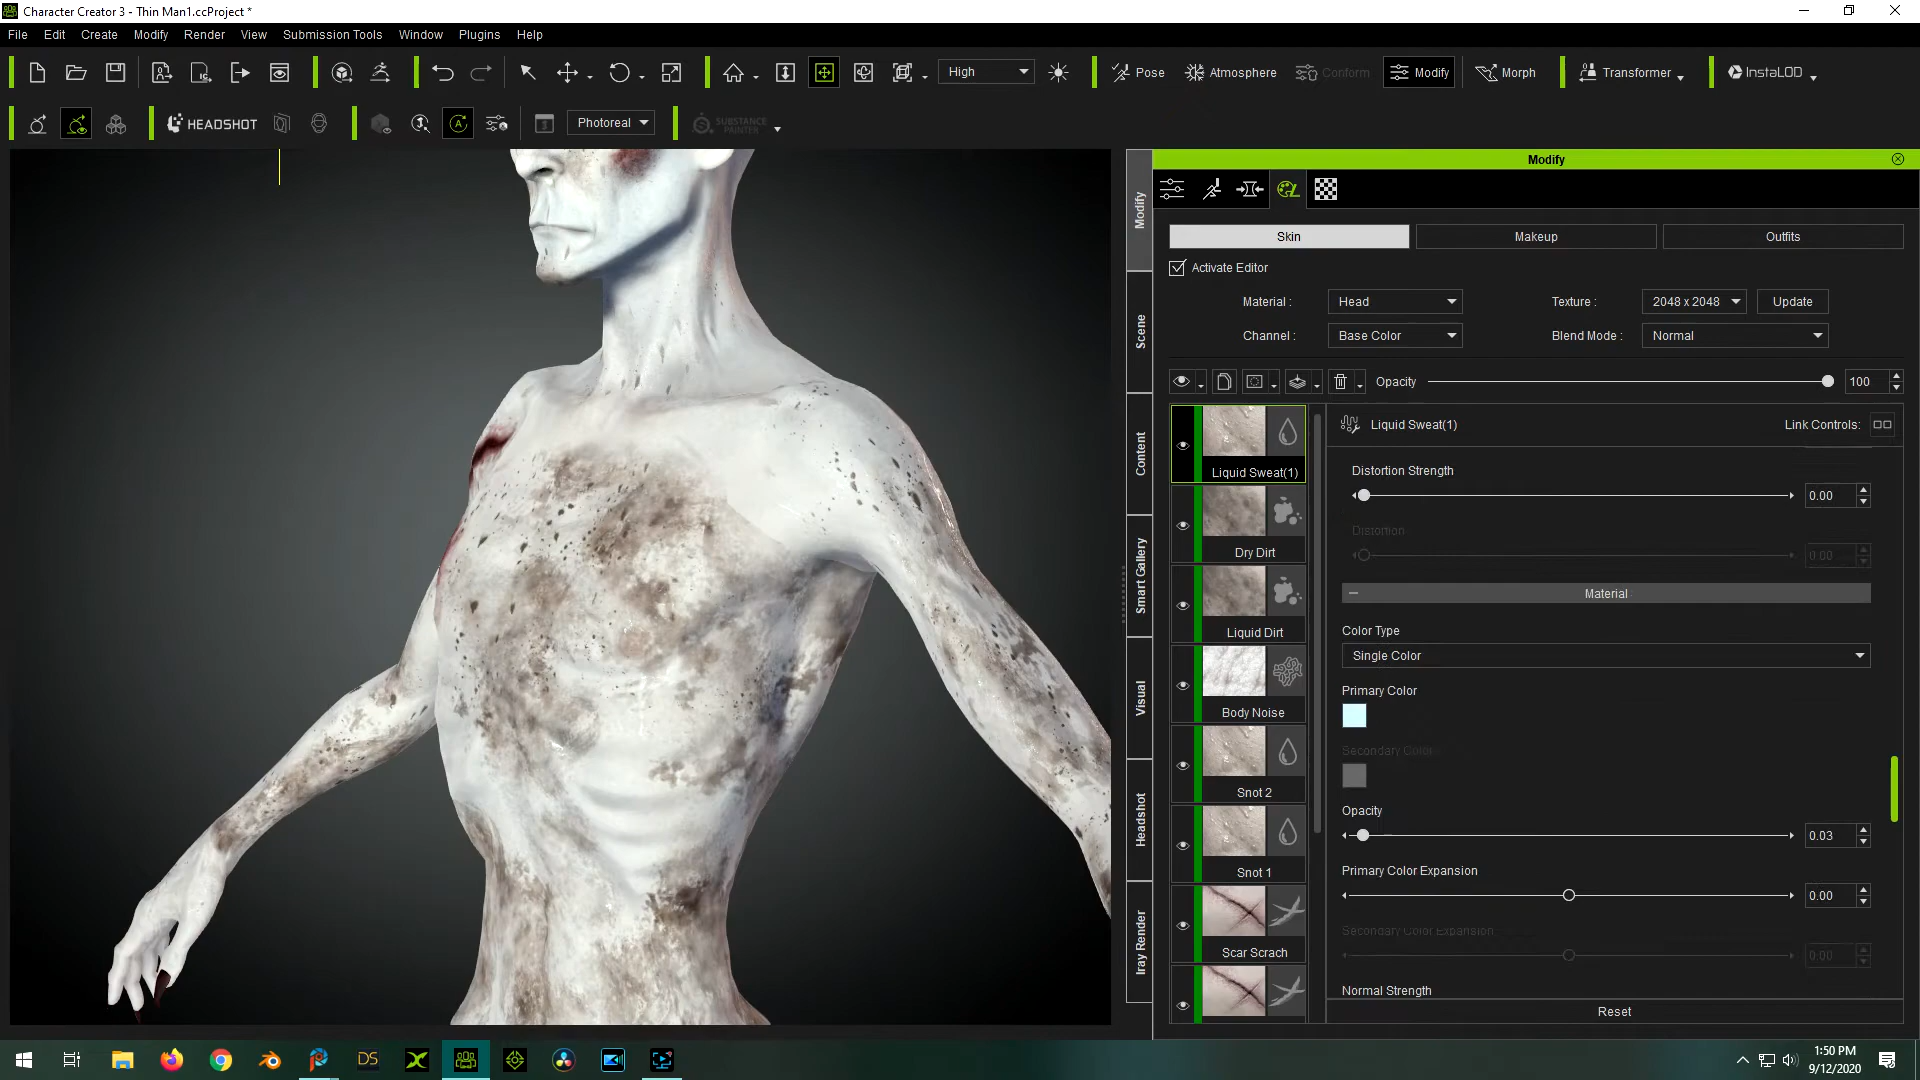 Character Creator 3 - Thin Man1.ccProject *
File Edit Create Modify Render View Substance Tools Window Plugins Help
High Pose Atmosphere Conform Modify Morph Transformer InstaLOD
HEADSHOT Photoreal SUBSTANCE PAINTER
Modify
Skin Makeup Outfits
Activate Editor
Material : Head Texture : 2048 x 2048 Update
Channel : Base Color Blend Mode : Normal
Opacity 100
Modify
Scene
Content
Smart Gallery
Visual
Headshot
Iray Render
Liquid Sweat(1)
Dry Dirt
Liquid Dirt
Body Noise
Snot 2
Snot 1
Scar Scrach
Liquid Sweat(1) Link Controls:
Distortion Strength
0.00
Distortion
0.00
Material
Color Type
Single Color
Primary Color
Secondary Color
Opacity
0.03
Primary Color Expansion
0.00
Secondary Color Expansion
0.00
Normal Strength
Reset
DS
1:50 PM
9/12/2020